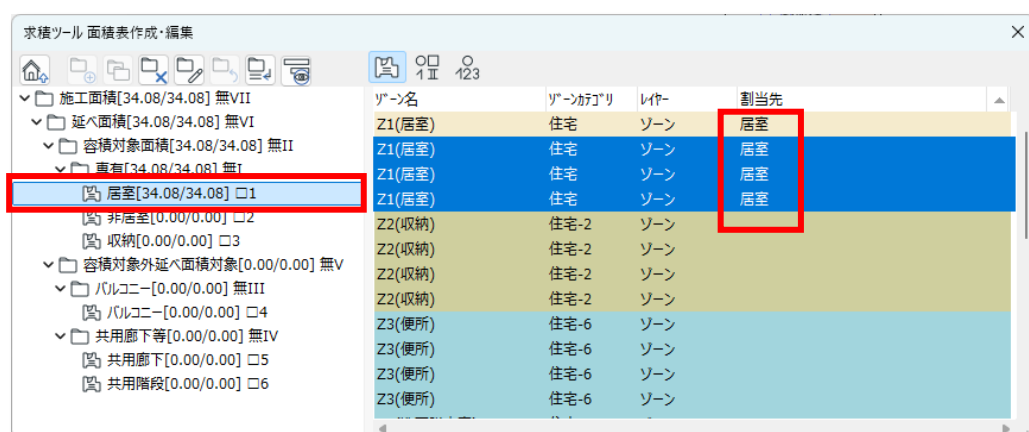 求積ツール 面積表作成・編集
施工面積[34.08/34.08] 無VII
延べ面積[34.08/34.08] 無VI
容積対象面積[34.08/34.08] 無II
専有[34.08/34.08] 無I
居室[34.08/34.08] □1
非居室[0.00/0.00] □2
収納[0.00/0.00] □3
容積対象外延べ面積対象[0.00/0.00] 無V
バルコニー[0.00/0.00] 無III
バルコニー[0.00/0.00] □4
共用廊下等[0.00/0.00] 無IV
共用廊下[0.00/0.00] □5
共用階段[0.00/0.00] □6
ｿﾞｰﾝ名 ｿﾞｰﾝｶﾃｺﾞﾘ ﾚｲﾔｰ 割当先
Z1(居室) 住宅 ゾーン 居室
Z1(居室) 住宅 ゾーン 居室
Z1(居室) 住宅 ゾーン 居室
Z1(居室) 住宅 ゾーン 居室
Z2(収納) 住宅-2 ゾーン
Z2(収納) 住宅-2 ゾーン
Z2(収納) 住宅-2 ゾーン
Z2(収納) 住宅-2 ゾーン
Z3(便所) 住宅-6 ゾーン
Z3(便所) 住宅-6 ゾーン
Z3(便所) 住宅-6 ゾーン
Z3(便所) 住宅-6 ゾーン